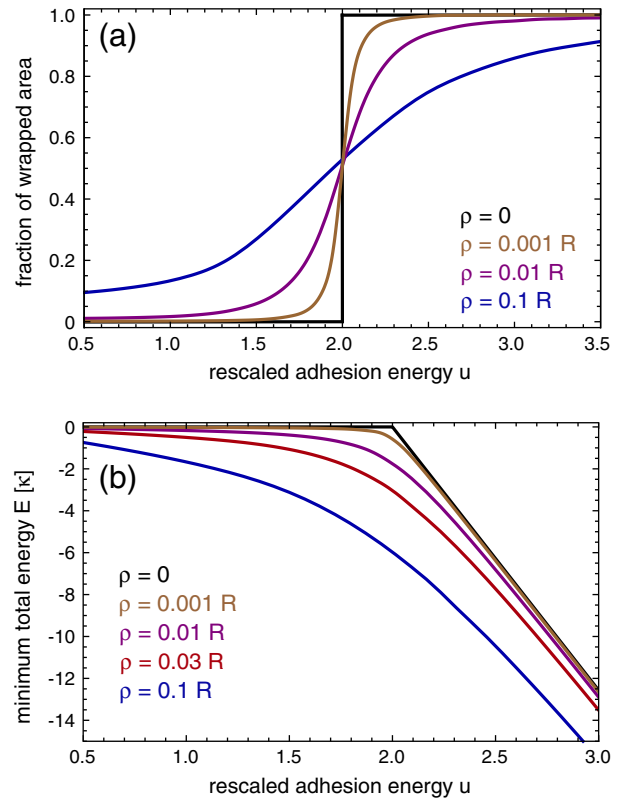 (a)
fraction of wrapped area
1.0
0.8
0.6
0.4
0.2
0
ρ = 0
ρ = 0.001 R
ρ = 0.01 R
ρ = 0.1 R
0.5 1.0 1.5 2.0 2.5 3.0 3.5
rescaled adhesion energy u
(b)
minimum total energy E [κ]
0
-2
-4
-6
-8
-10
-12
-14
ρ = 0
ρ = 0.001 R
ρ = 0.01 R
ρ = 0.03 R
ρ = 0.1 R
0.5 1.0 1.5 2.0 2.5 3.0
rescaled adhesion energy u